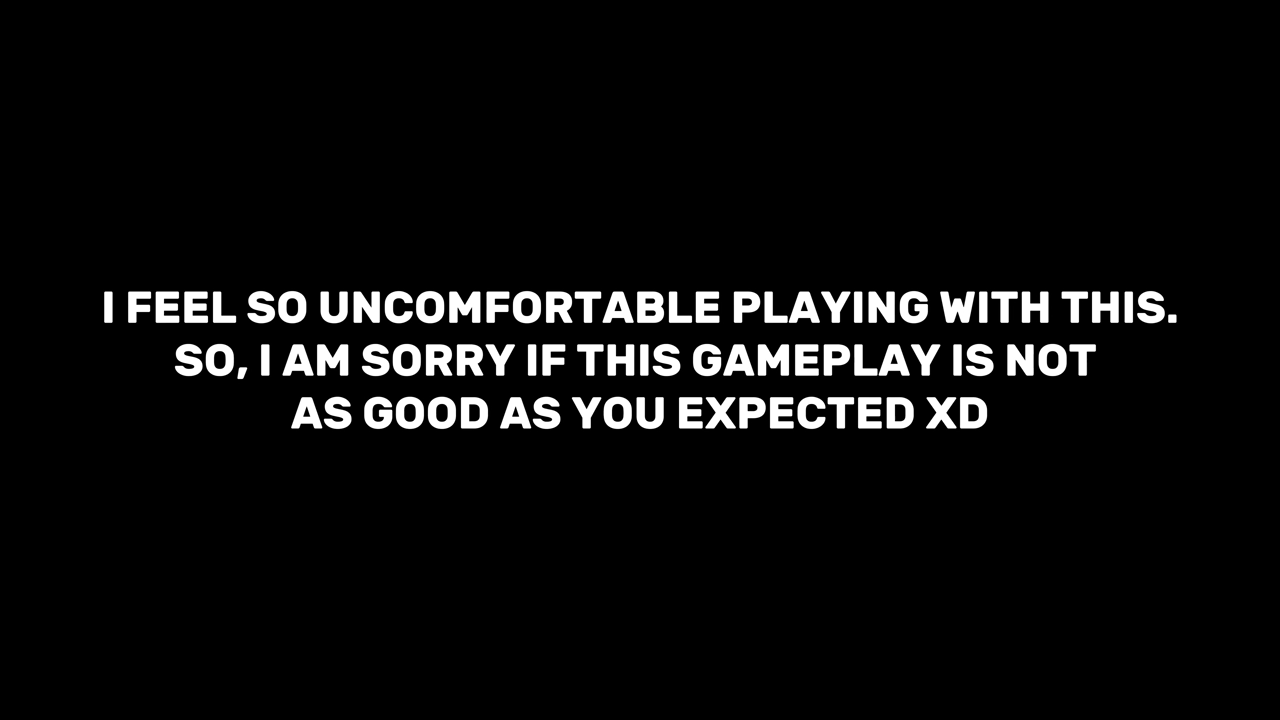 I FEEL SO UNCOMFORTABLE PLAYING WITH THIS.
SO, I AM SORRY IF THIS GAMEPLAY IS NOT
AS GOOD AS YOU EXPECTED XD